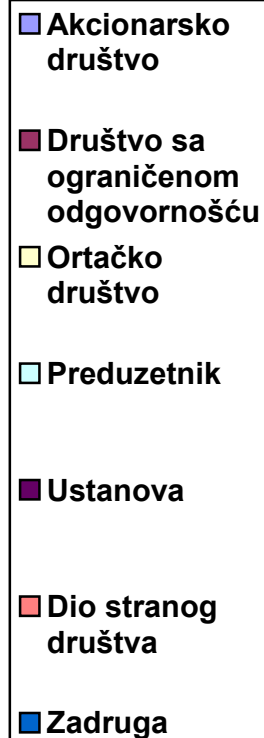 Akcionarsko
društvo
Društvo sa
ograničenom
odgovornošću
Ortačko
društvo
Preduzetnik
Ustanova
Dio stranog
društva
Zadruga